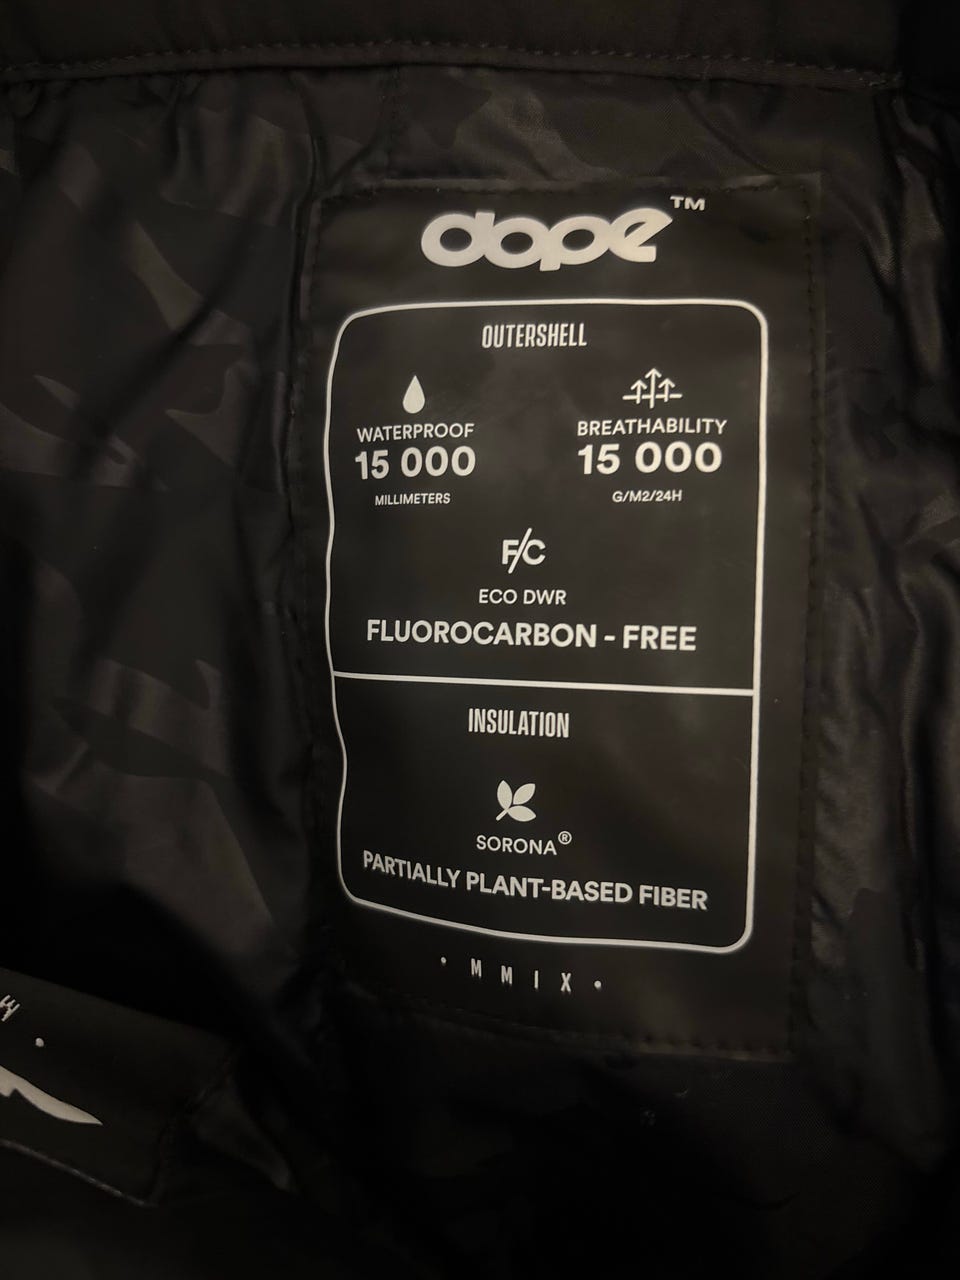 dope™
OUTERSHELL
WATERPROOF
15 000
MILLIMETERS
BREATHABILITY
15 000
G/M2/24H
F/C
ECO DWR
FLUOROCARBON - FREE
INSULATION
SORONA®
PARTIALLY PLANT-BASED FIBER
• M M I X •